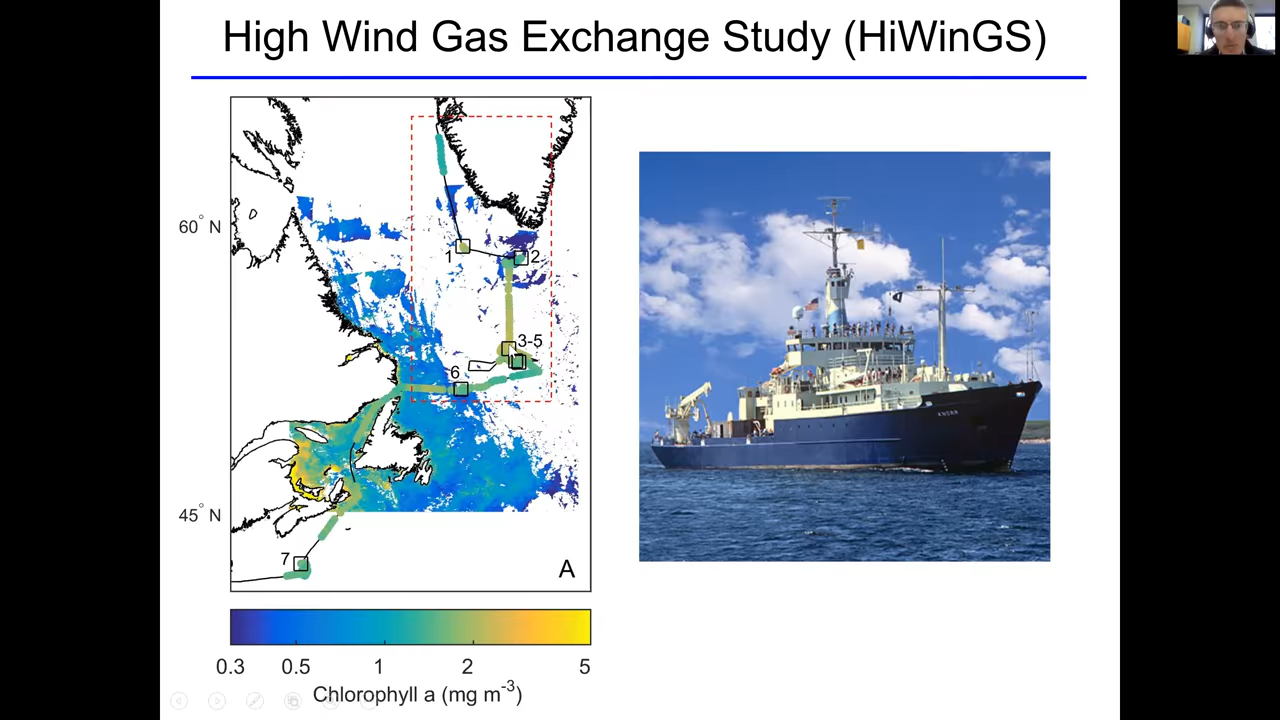 High Wind Gas Exchange Study (HiWinGS)
60° N
1
2
3-5
6
45° N
7
A
0.3 0.5 1 2 5
Chlorophyll a (mg m-3)
KNORR